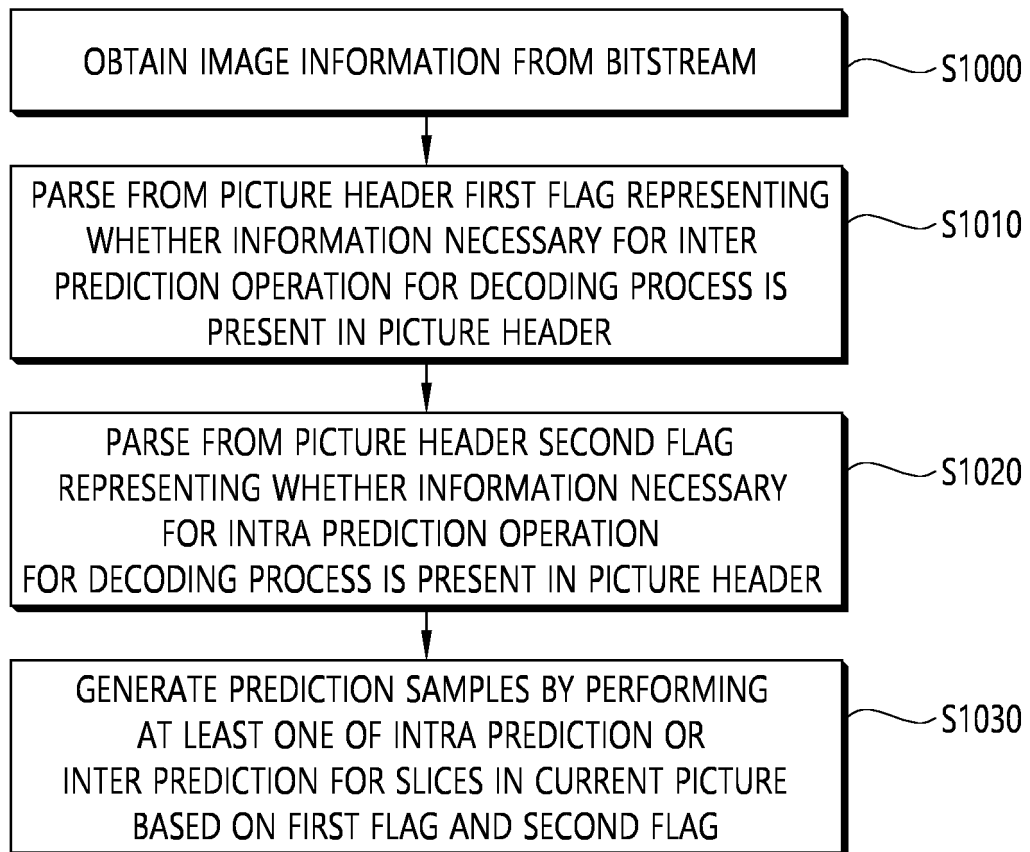 OBTAIN IMAGE INFORMATION FROM BITSTREAM
S1000
PARSE FROM PICTURE HEADER FIRST FLAG REPRESENTING
WHETHER INFORMATION NECESSARY FOR INTER
PREDICTION OPERATION FOR DECODING PROCESS IS
PRESENT IN PICTURE HEADER
S1010
PARSE FROM PICTURE HEADER SECOND FLAG
REPRESENTING WHETHER INFORMATION NECESSARY
FOR INTRA PREDICTION OPERATION
FOR DECODING PROCESS IS PRESENT IN PICTURE HEADER
S1020
GENERATE PREDICTION SAMPLES BY PERFORMING
AT LEAST ONE OF INTRA PREDICTION OR
INTER PREDICTION FOR SLICES IN CURRENT PICTURE
BASED ON FIRST FLAG AND SECOND FLAG
S1030